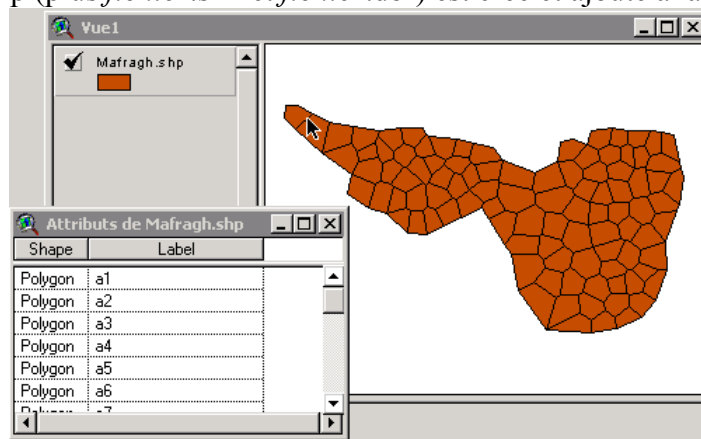 Vue1
Mafragh.shp
Attributs de Mafragh.shp
Shape Label
Polygon a1
Polygon a2
Polygon a3
Polygon a4
Polygon a5
Polygon a6